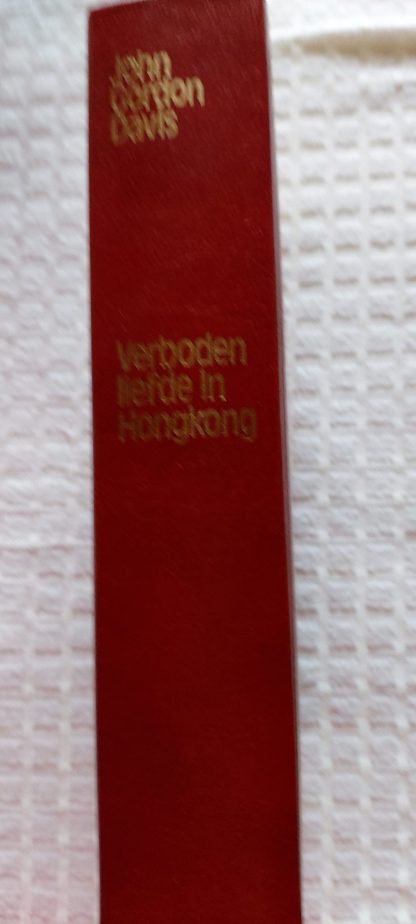 John
Gordon
Davis
Verboden
liefde in
Hongkong